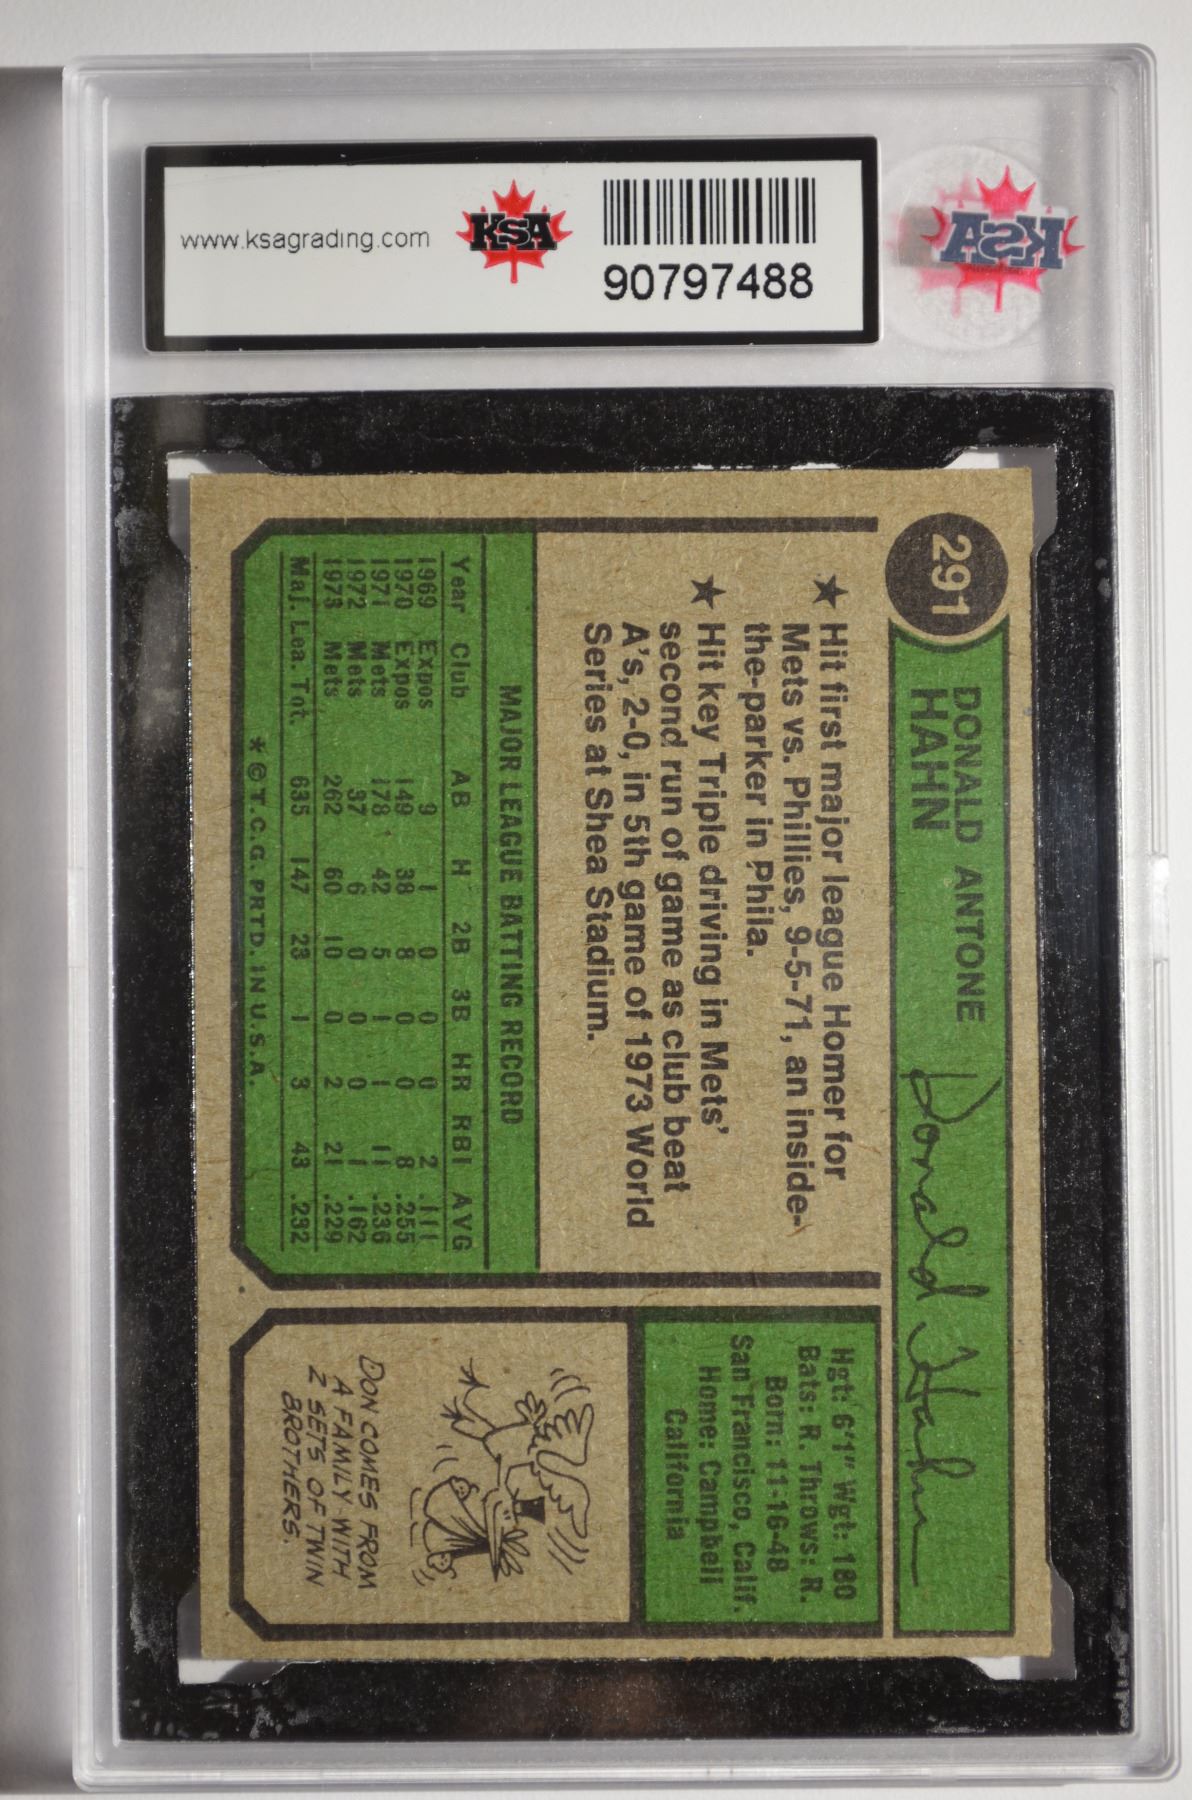 www.ksagrading.com
KSA
90797488
KSA
291
DONALD ANTONE
HAHN
Donald Hahn
★ Hit first major league Homer for
Mets vs. Phillies, 9-5-71, an inside-
the-parker in Phila.
★ Hit key Triple driving in Mets'
second run of game as club beat
A's, 2-0, in 5th game of 1973 World
Series at Shea Stadium.
MAJOR LEAGUE BATTING RECORD
Year Club AB H 2B 3B HR RBI AVG
1969 Expos 9 1 0 0 0 2 .111
1970 Expos 149 38 8 0 0 8 .255
1971 Mets 178 42 5 1 1 11 .236
1972 Mets 37 6 0 0 0 1 .162
1973 Mets 262 60 10 0 2 21 .229
Maj. Lea. Tot. 635 147 23 1 3 43 .232
* © T.C.G. PRTD. IN U.S.A.
Hgt: 6'1" Wgt: 180
Bats: R. Throws: R.
Born: 11-16-48
San Francisco, Calif.
Home: Campbell
California
DON COMES FROM
A FAMILY WITH
2 SETS OF TWIN
BROTHERS.